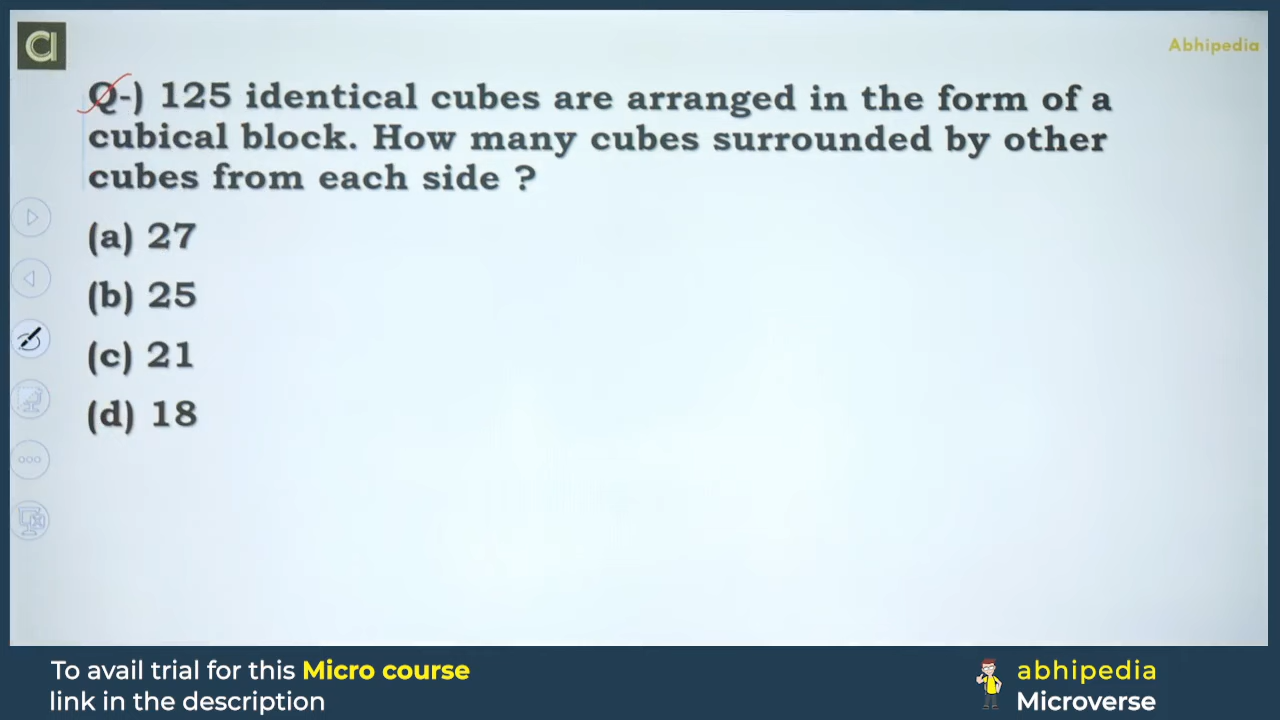 a
Abhipedia
Q-) 125 identical cubes are arranged in the form of a
cubical block. How many cubes surrounded by other
cubes from each side ?
(a) 27
(b) 25
(c) 21
(d) 18
To avail trial for this Micro course
link in the description
abhipedia
Microverse